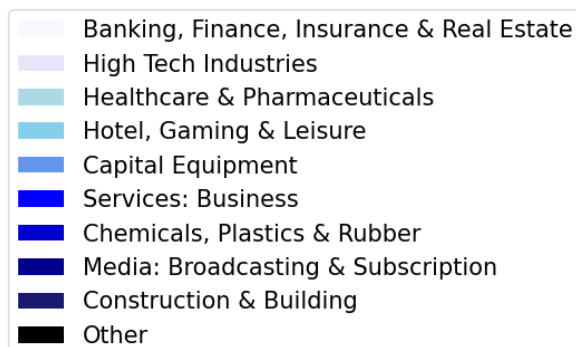 Banking, Finance, Insurance & Real Estate
High Tech Industries
Healthcare & Pharmaceuticals
Hotel, Gaming & Leisure
Capital Equipment
Services: Business
Chemicals, Plastics & Rubber
Media: Broadcasting & Subscription
Construction & Building
Other